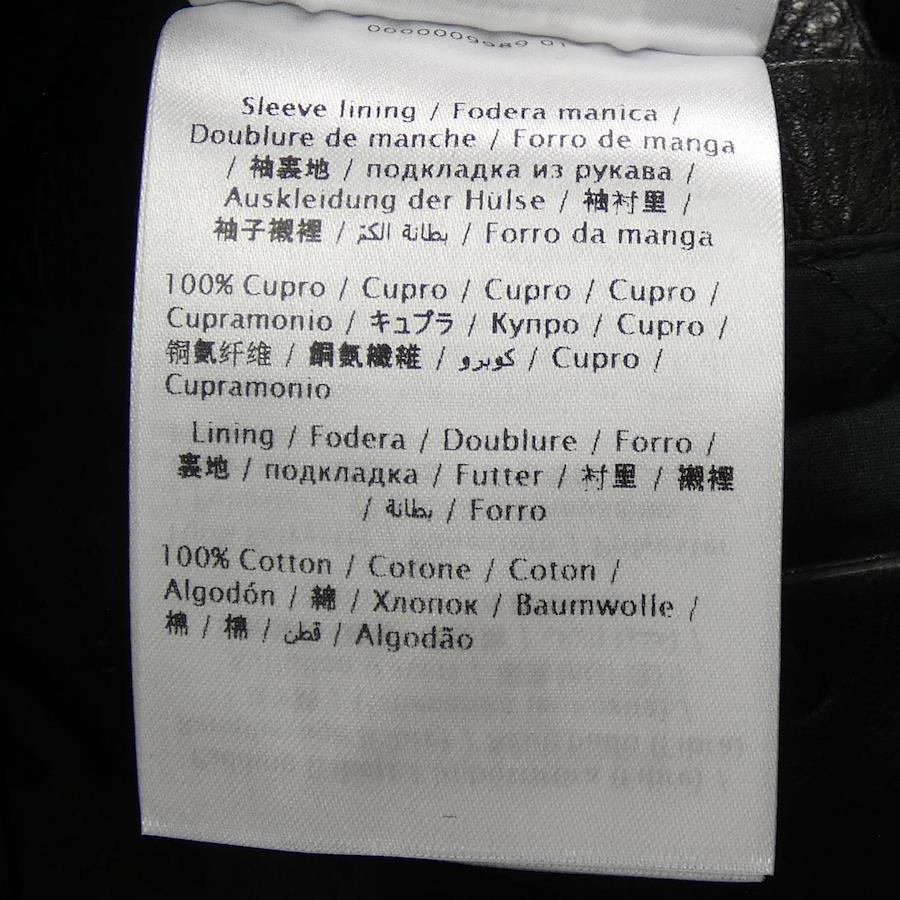 0000009989 01
Sleeve lining / Fodera manica /
Doublure de manche / Forro de manga
/ 袖裏地 / подкладка из рукава /
Auskleidung der Hülse / 袖衬里 /
袖子襯裡 / بطانة الكمّ / Forro da manga
100% Cupro / Cupro / Cupro / Cupro /
Cupramonio / キュプラ / Купро / Cupro /
铜氨纤维 / 銅氨纖維 / كوبرو / Cupro /
Cupramonio
Lining / Fodera / Doublure / Forro /
裏地 / подкладка / Futter / 衬里 / 襯裡
/ بطانة / Forro
100% Cotton / Cotone / Coton /
Algodón / 綿 / Хлопок / Baumwolle /
棉 / 棉 / قطن / Algodão